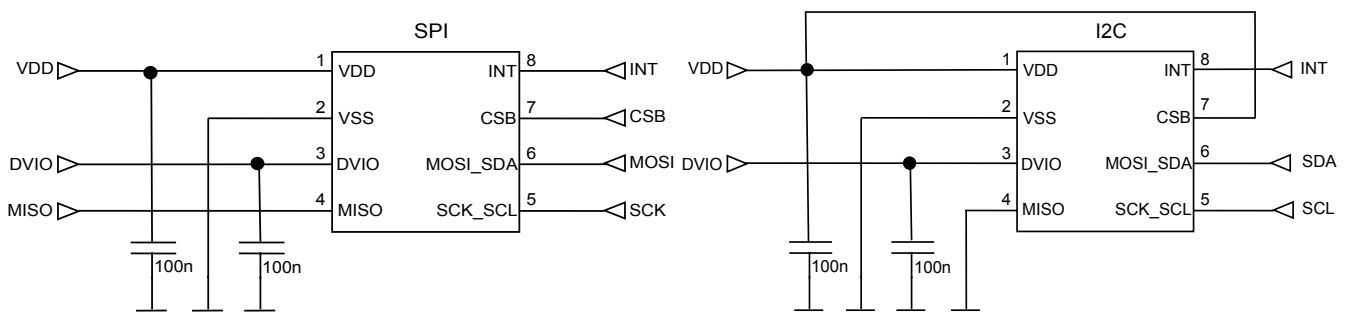 SPI
VDD 1 VDD INT 8 INT
2 VSS CSB 7 CSB
DVIO 3 DVIO MOSI_SDA 6 MOSI
MISO 4 MISO SCK_SCL 5 SCK
100n 100n
I2C
VDD 1 VDD INT 8 INT
2 VSS CSB 7
DVIO 3 DVIO MOSI_SDA 6 SDA
4 MISO SCK_SCL 5 SCL
100n 100n